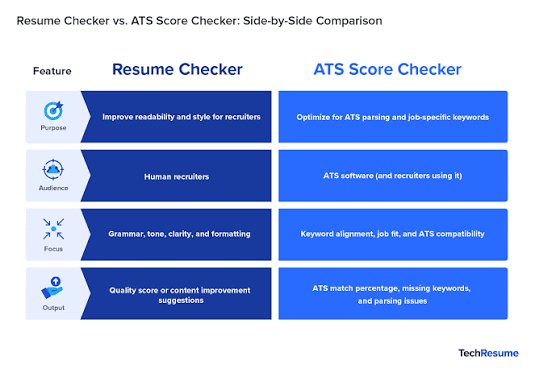 Resume Checker vs. ATS Score Checker: Side-by-Side Comparison
Feature
Resume Checker
ATS Score Checker
Purpose
Improve readability and style for recruiters
Optimize for ATS parsing and job-specific keywords
Audience
Human recruiters
ATS software (and recruiters using it)
Focus
Grammar, tone, clarity, and formatting
Keyword alignment, job fit, and ATS compatibility
Output
Quality score or content improvement
suggestions
ATS match percentage, missing keywords,
and parsing issues
TechResume